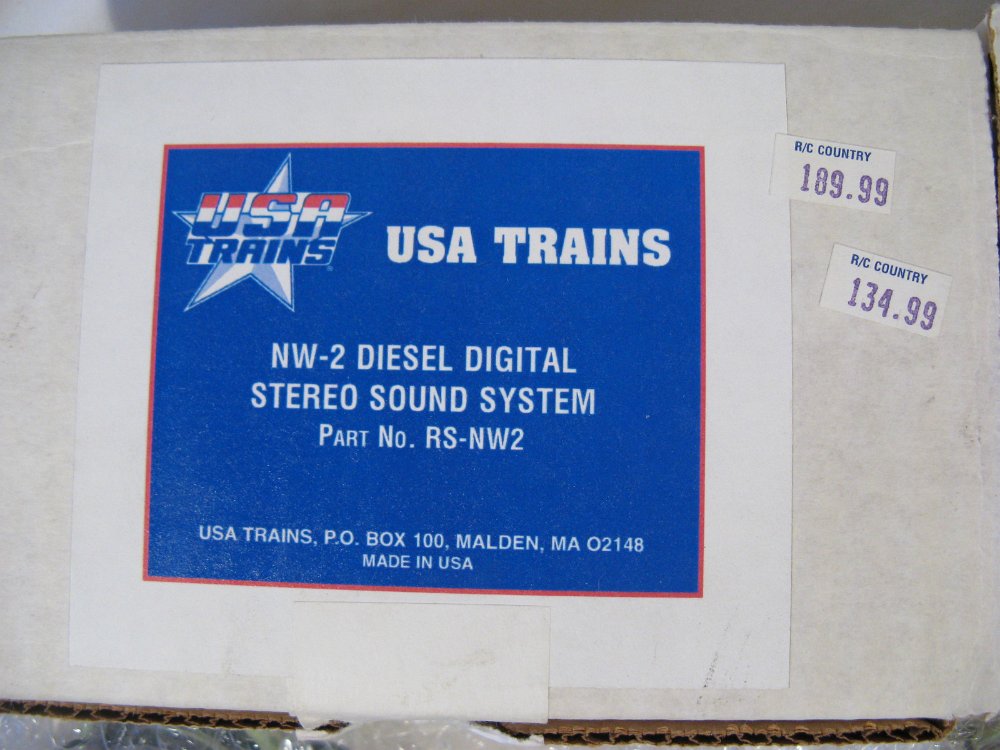 USA
TRAINS
USA TRAINS
NW-2 DIESEL DIGITAL
STEREO SOUND SYSTEM
PART NO. RS-NW2
USA TRAINS, P.O. BOX 100, MALDEN, MA 02148
MADE IN USA
R/C COUNTRY
189.99
R/C COUNTRY
134.99